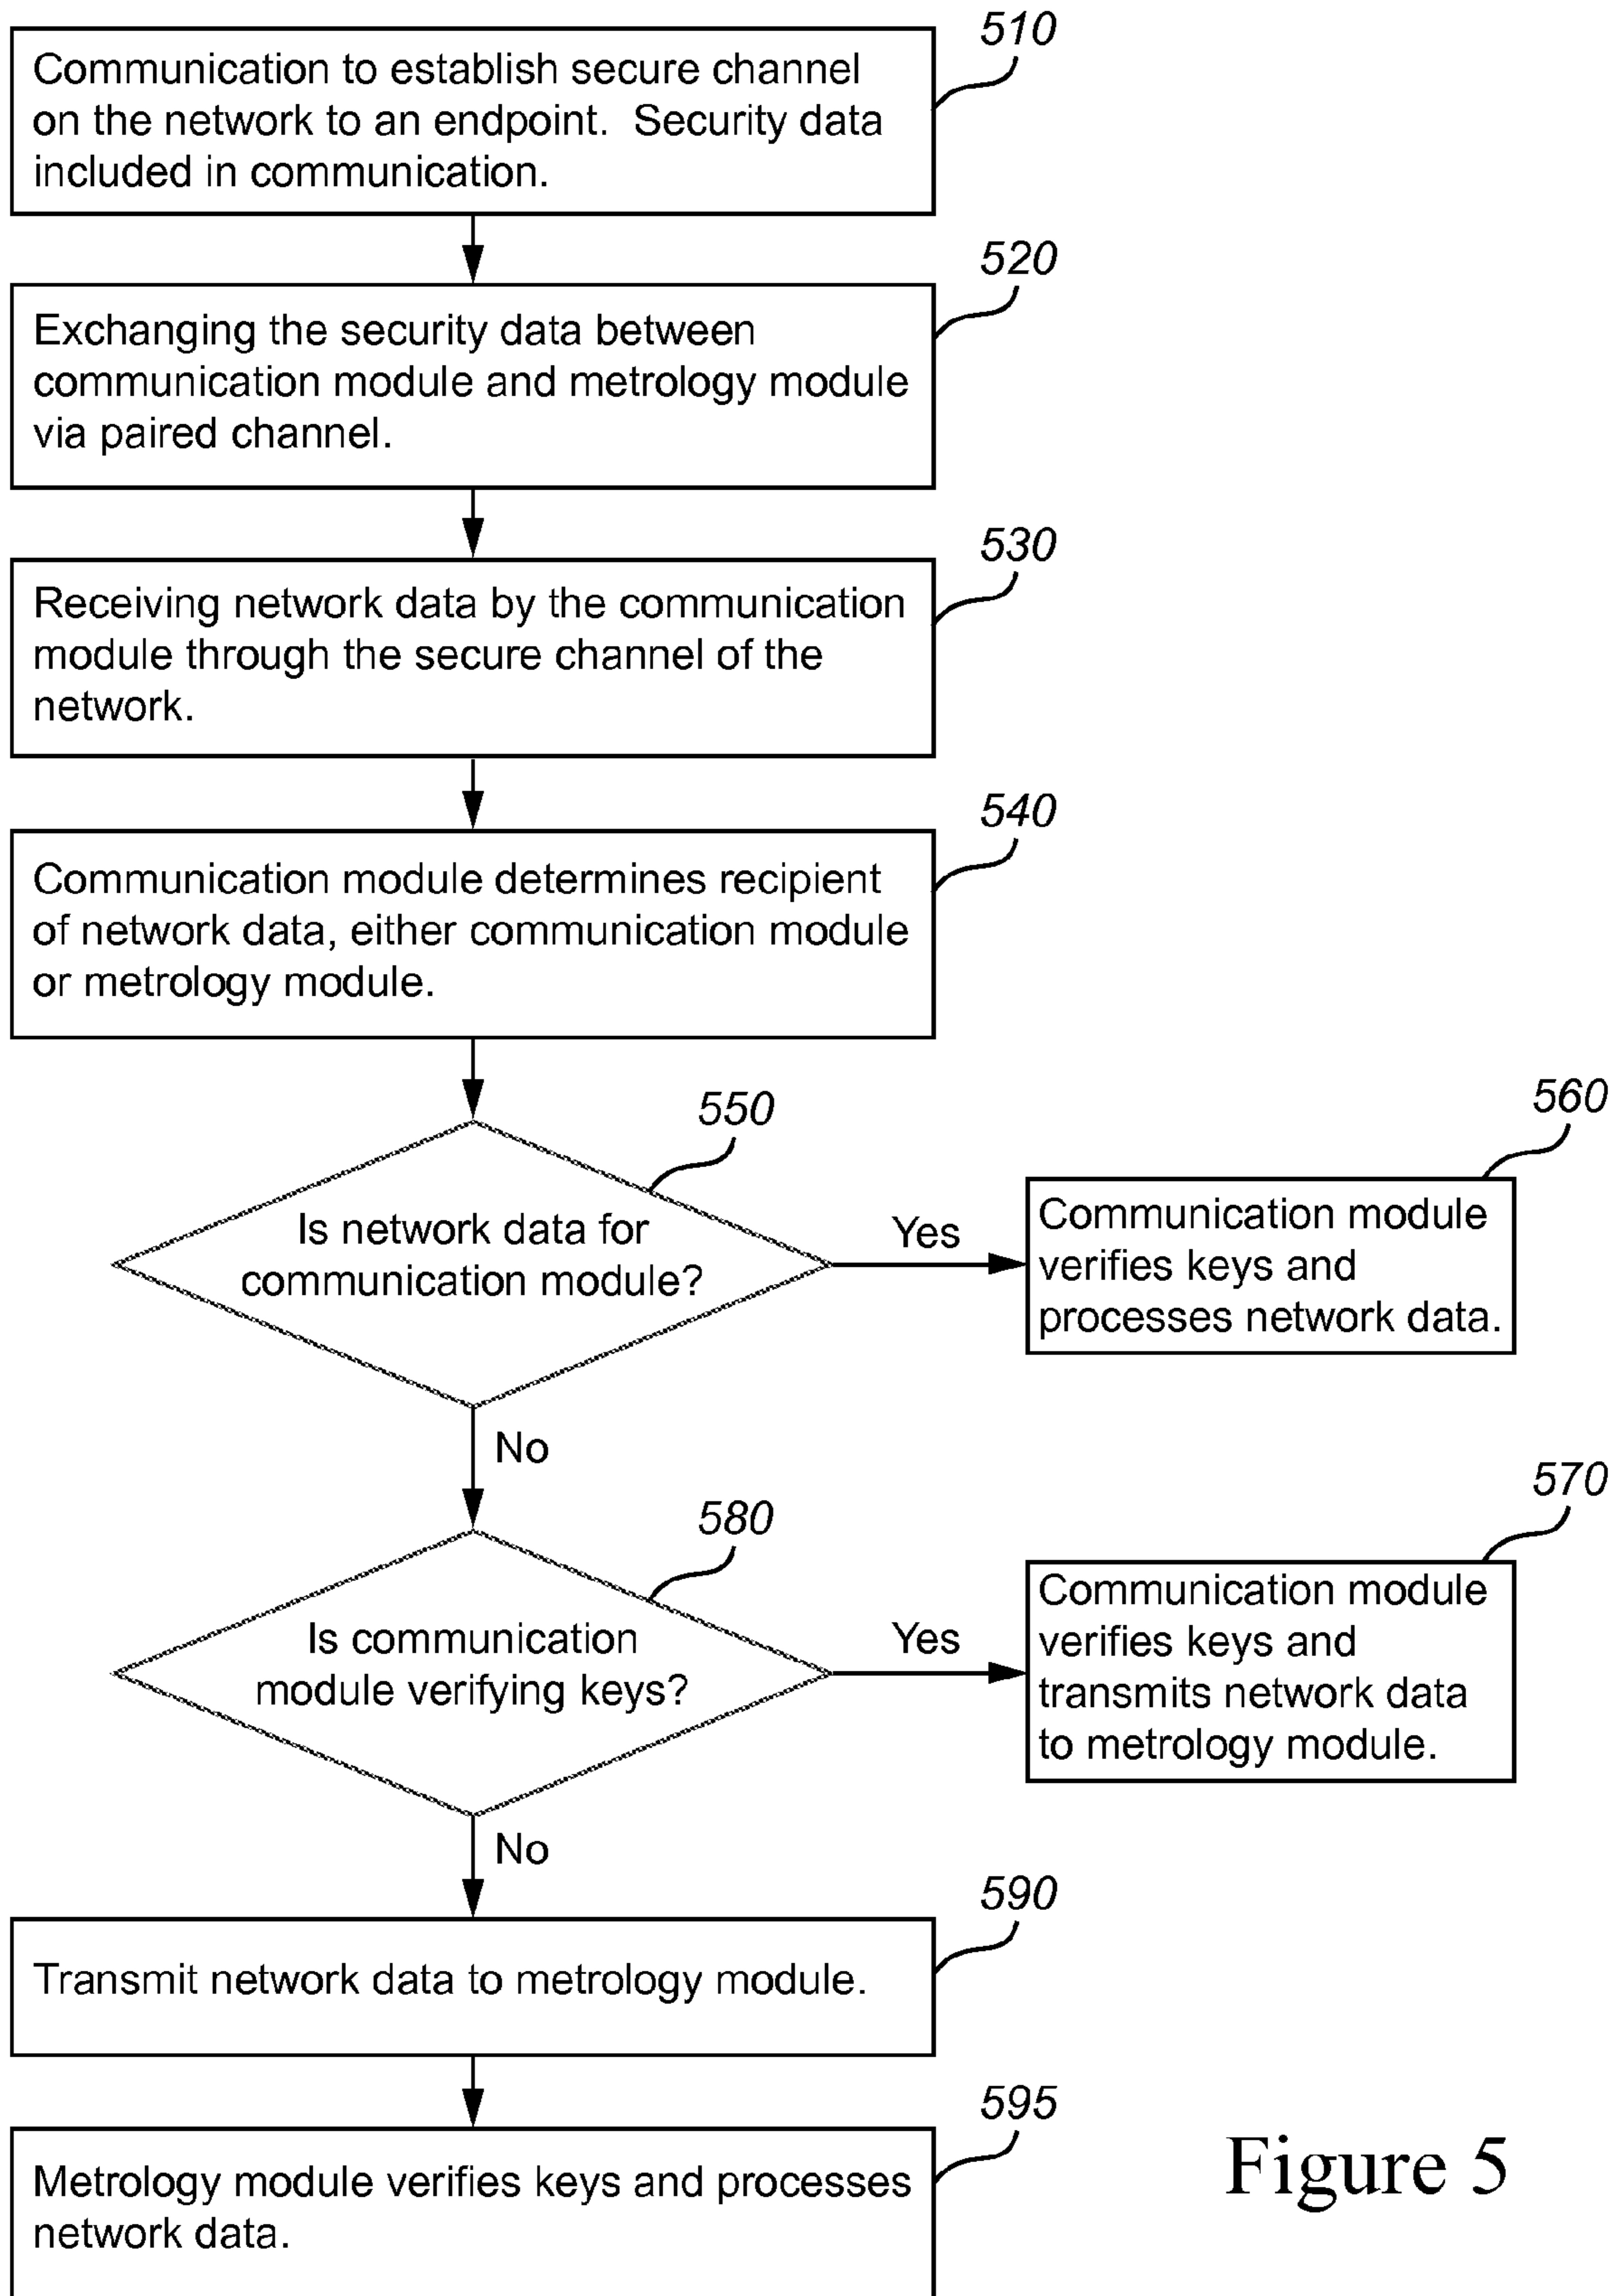 510
Communication to establish secure channel
on the network to an endpoint.  Security data
included in communication.
520
Exchanging the security data between
communication module and metrology module
via paired channel.
530
Receiving network data by the communication
module through the secure channel of the
network.
540
Communication module determines recipient
of network data, either communication module
or metrology module.
550
Is network data for
communication module?
Yes
560
Communication module
verifies keys and
processes network data.
No
580
Is communication
module verifying keys?
Yes
570
Communication module
verifies keys and
transmits network data
to metrology module.
No
590
Transmit network data to metrology module.
595
Metrology module verifies keys and processes
network data.
Figure 5